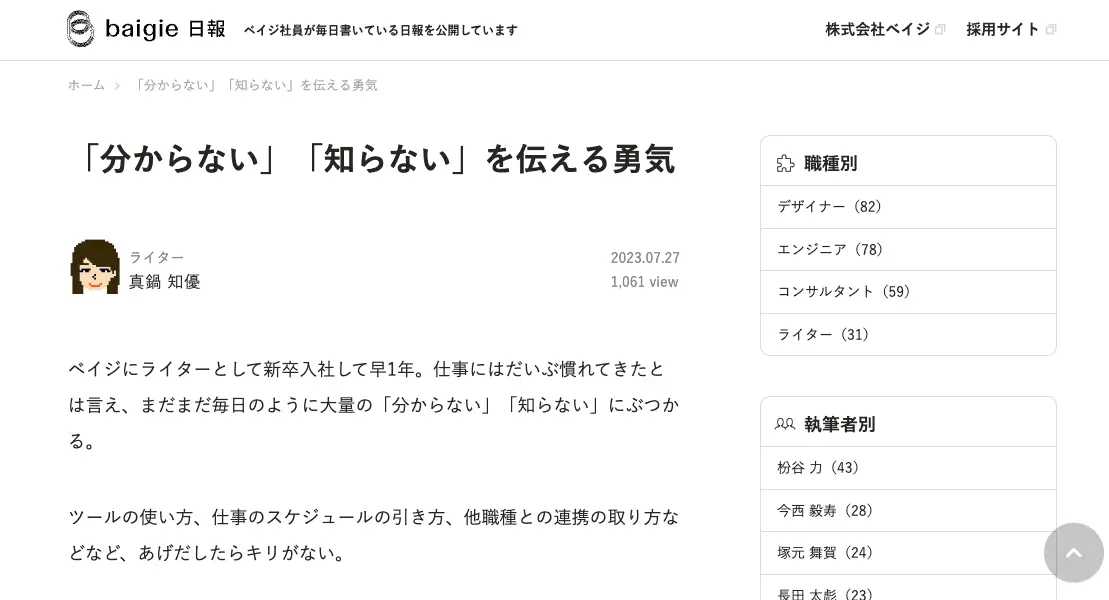 baigie 日報 ベイジ社員が毎日書いている日報を公開しています
株式会社ベイジ 採用サイト
ホーム 「分からない」「知らない」を伝える勇気
「分からない」「知らない」を伝える勇気
ライター
真鍋 知優
2023.07.27
1,061 view
ベイジにライターとして新卒入社して早1年。仕事にはだいぶ慣れてきたと
は言え、まだまだ毎日のように大量の「分からない」「知らない」にぶつか
る。
ツールの使い方、仕事のスケジュールの引き方、他職種との連携の取り方な
どなど、あげだしたらキリがない。
職種別
デザイナー（82）
エンジニア（78）
コンサルタント（59）
ライター（31）
執筆者別
枌谷 力（43）
今西 毅寿（28）
塚元 舞賀（24）
長田 太彪（23）